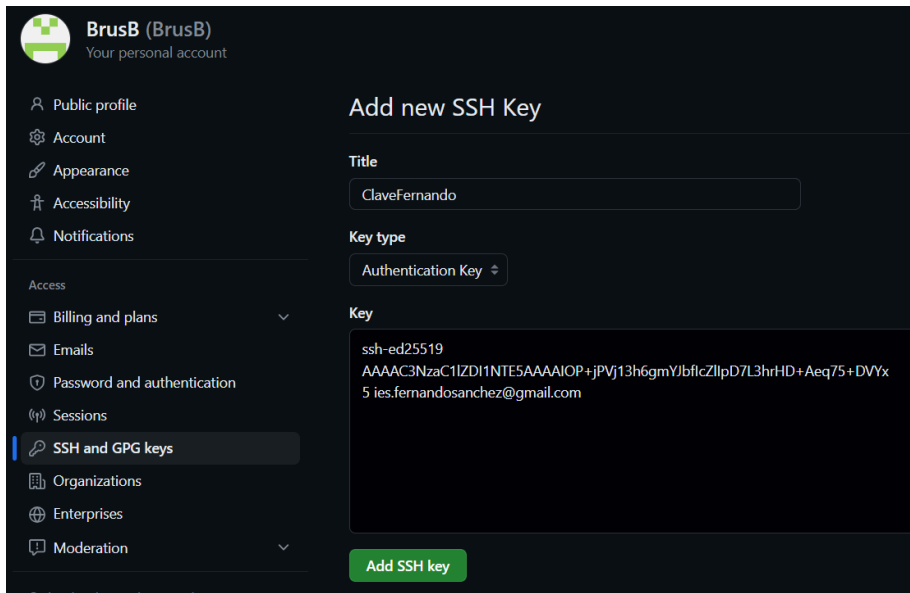 BrusB (BrusB)
Your personal account
Public profile
Account
Appearance
Accessibility
Notifications
Access
Billing and plans
Emails
Password and authentication
Sessions
SSH and GPG keys
Organizations
Enterprises
Moderation
Add new SSH Key
Title
ClaveFernando
Key type
Authentication Key
Key
ssh-ed25519
AAAAC3NzaC1lZDI1NTE5AAAAIOP+jPVj13h6gmYJbfIcZlIpD7L3hrHD+Aeq75+DVYx
5 ies.fernandosanchez@gmail.com
Add SSH key